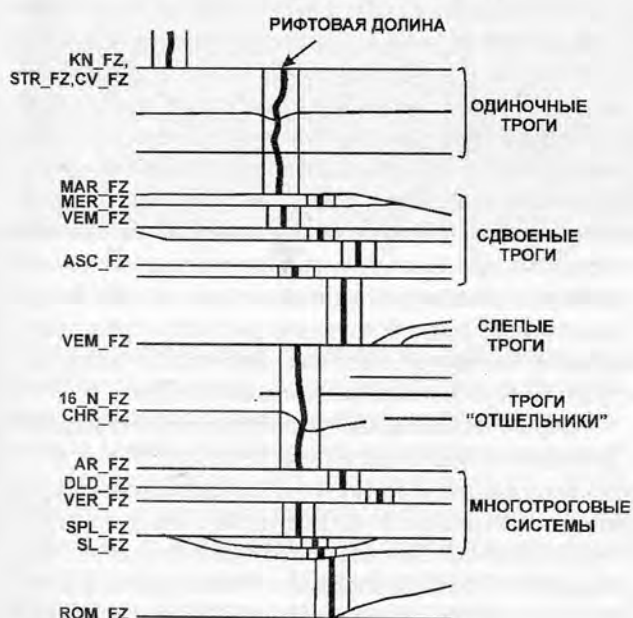 РИФТОВАЯ ДОЛИНА
KN_FZ,
STR_FZ,CV_FZ
ОДИНОЧНЫЕ
ТРОГИ
MAR_FZ
MER_FZ
VEM_FZ
СДВОЕНЫЕ
ТРОГИ
ASC_FZ
СЛЕПЫЕ
ТРОГИ
VEM_FZ
16_N_FZ
CHR_FZ
ТРОГИ
"ОТШЕЛЬНИКИ"
AR_FZ
DLD_FZ
VER_FZ
МНОГОТРОГОВЫЕ
СИСТЕМЫ
SPL_FZ
SL_FZ
ROM_FZ